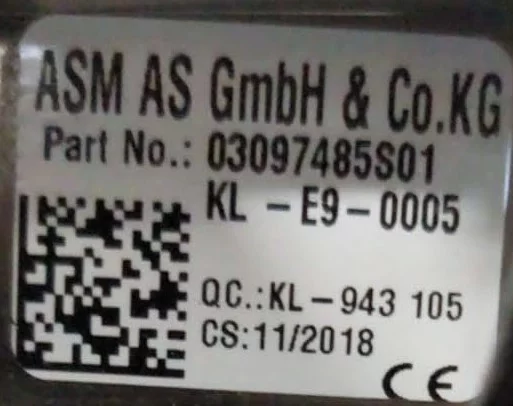 ASM AS GmbH & Co.KG
Part No.: 03097485S01
KL - E9 - 0005
QC.:KL - 943 105
CS:11/2018
CE